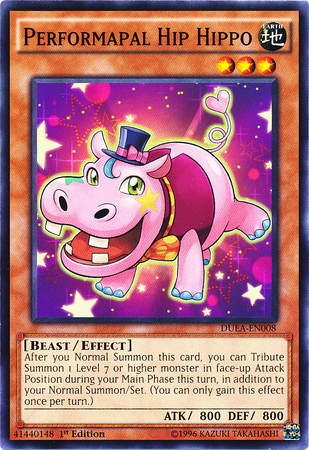 Performapal Hip Hippo
EARTH
地
DUEA-EN008
[Beast / Effect]
After you Normal Summon this card, you can Tribute
Summon 1 Level 7 or higher monster in face-up Attack
Position during your Main Phase this turn, in addition to
your Normal Summon/Set. (You can only gain this effect
once per turn.)
ATK/ 800 DEF/ 800
41440148 1st Edition ©1996 KAZUKI TAKAHASHI